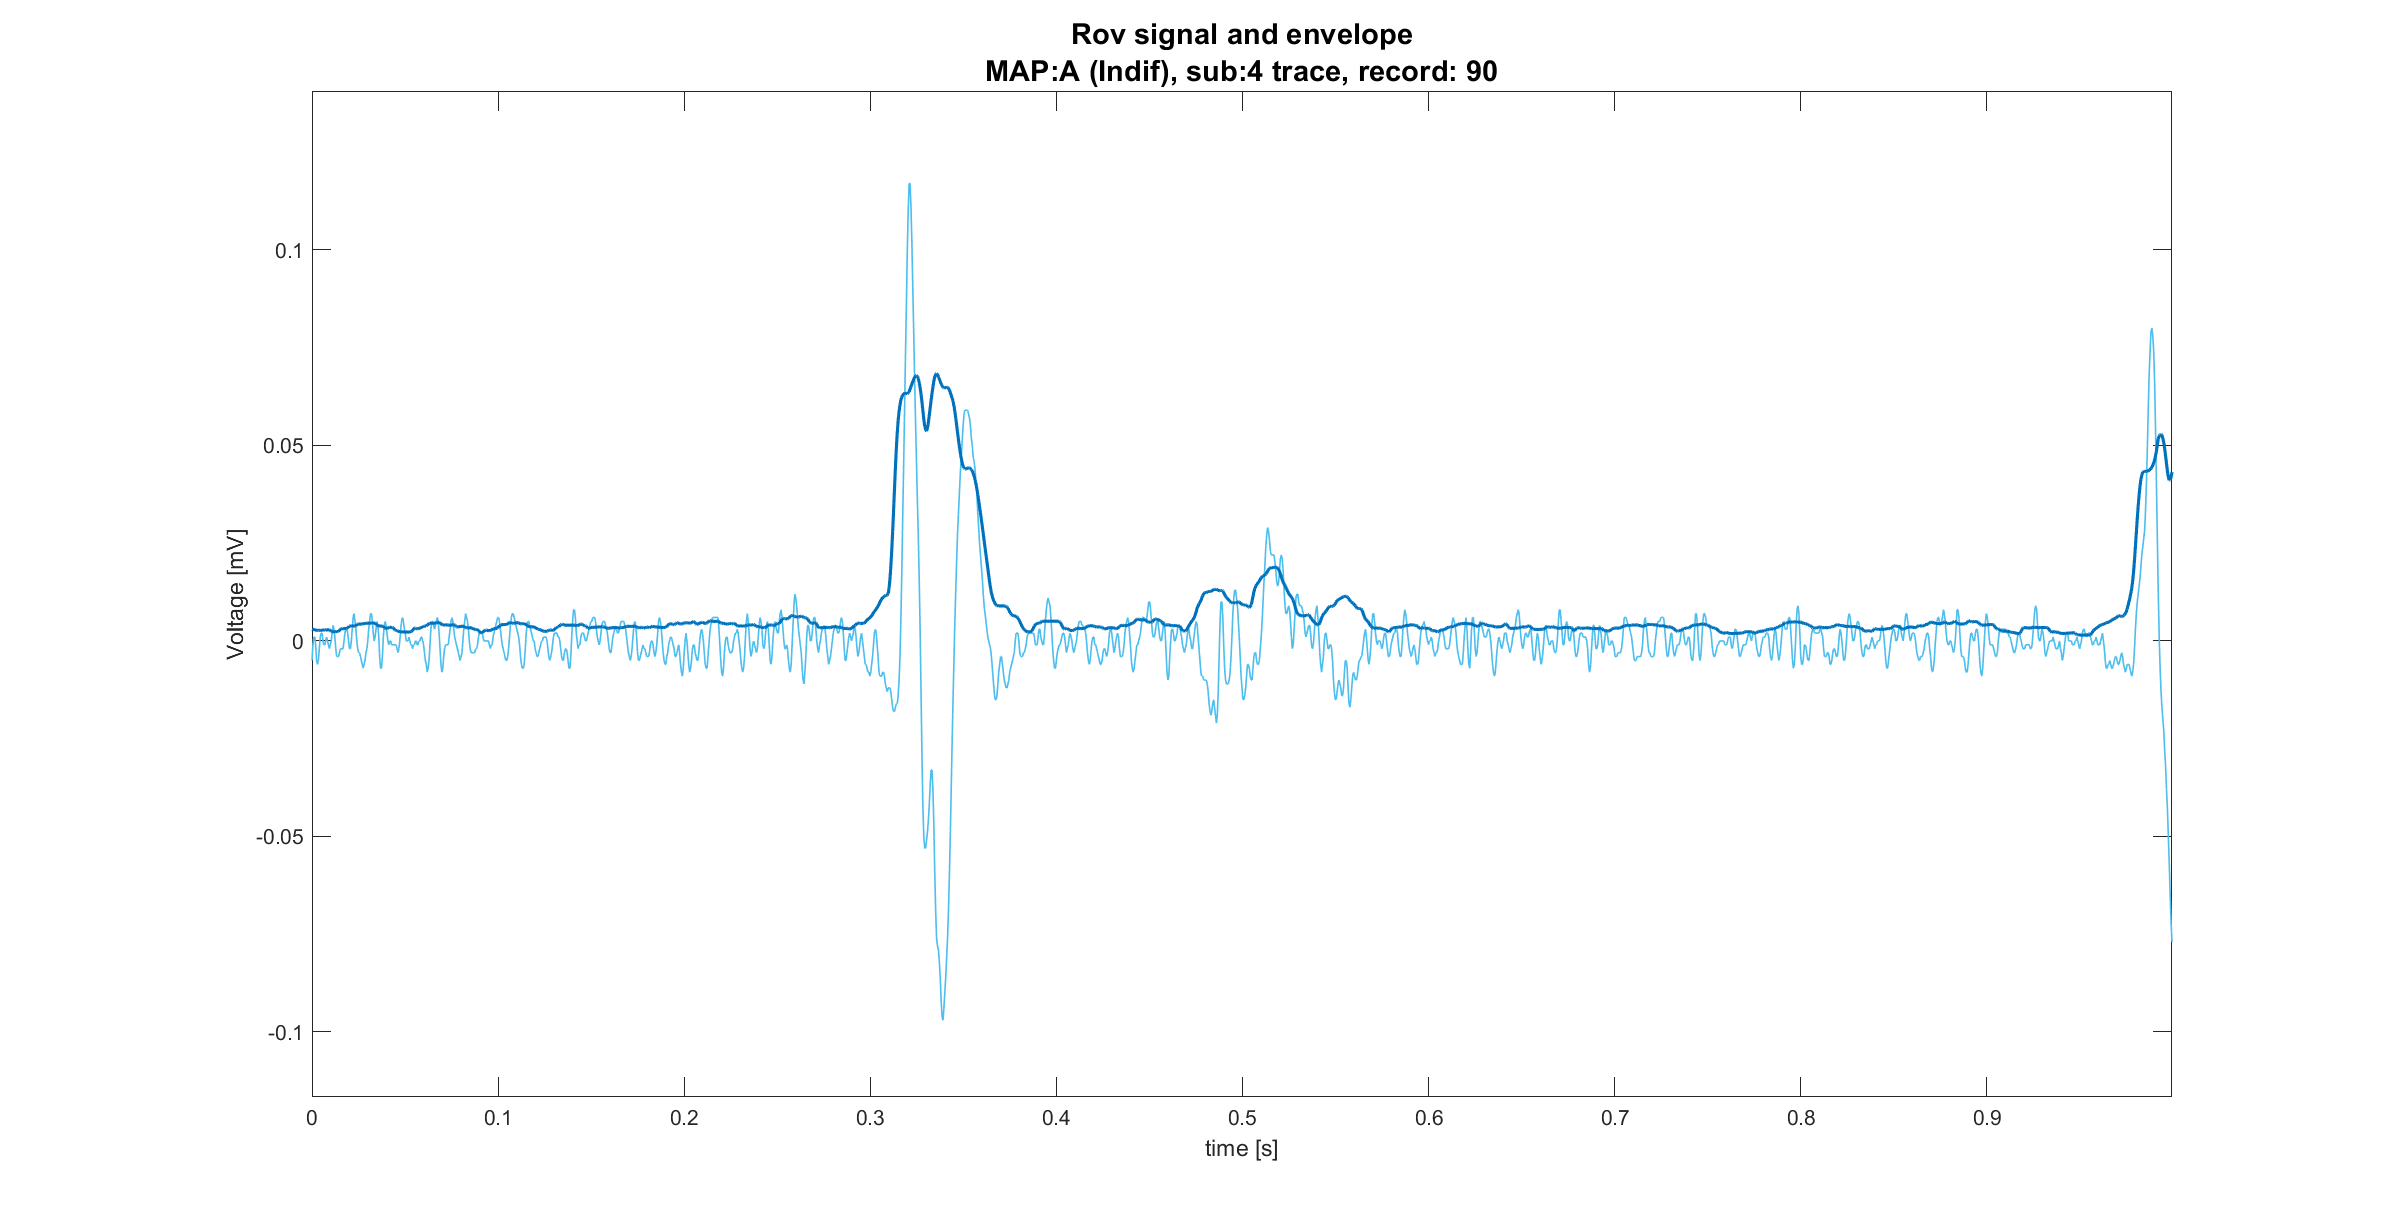 Rov signal and envelope
MAP:A (Indif), sub:4 trace, record: 90
0.1
0.05
0
-0.05
-0.1
Voltage [mV]
0 0.1 0.2 0.3 0.4 0.5 0.6 0.7 0.8 0.9
time [s]